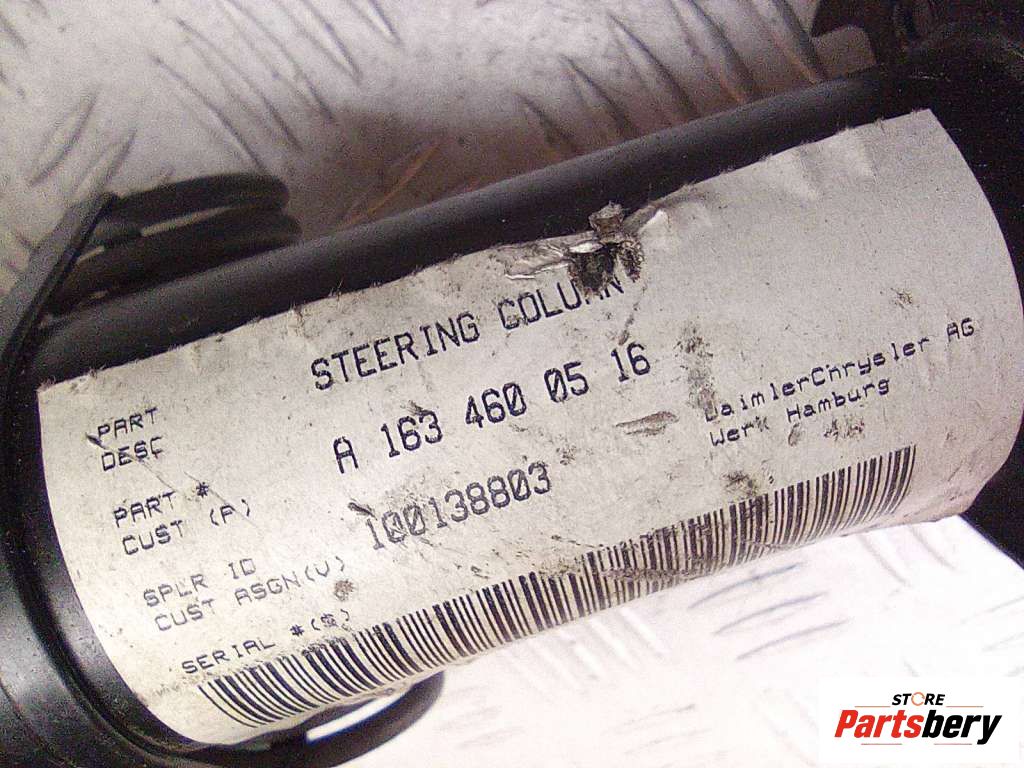 STEERING COLUMN
PART
DESC
A 163 460 05 16
PART #
CUST (P)
DaimlerChrysler AG
Werk Hamburg
100138803
SPLR ID
CUST ASGN(V)
SERIAL #(S)
STORE
Partsbery